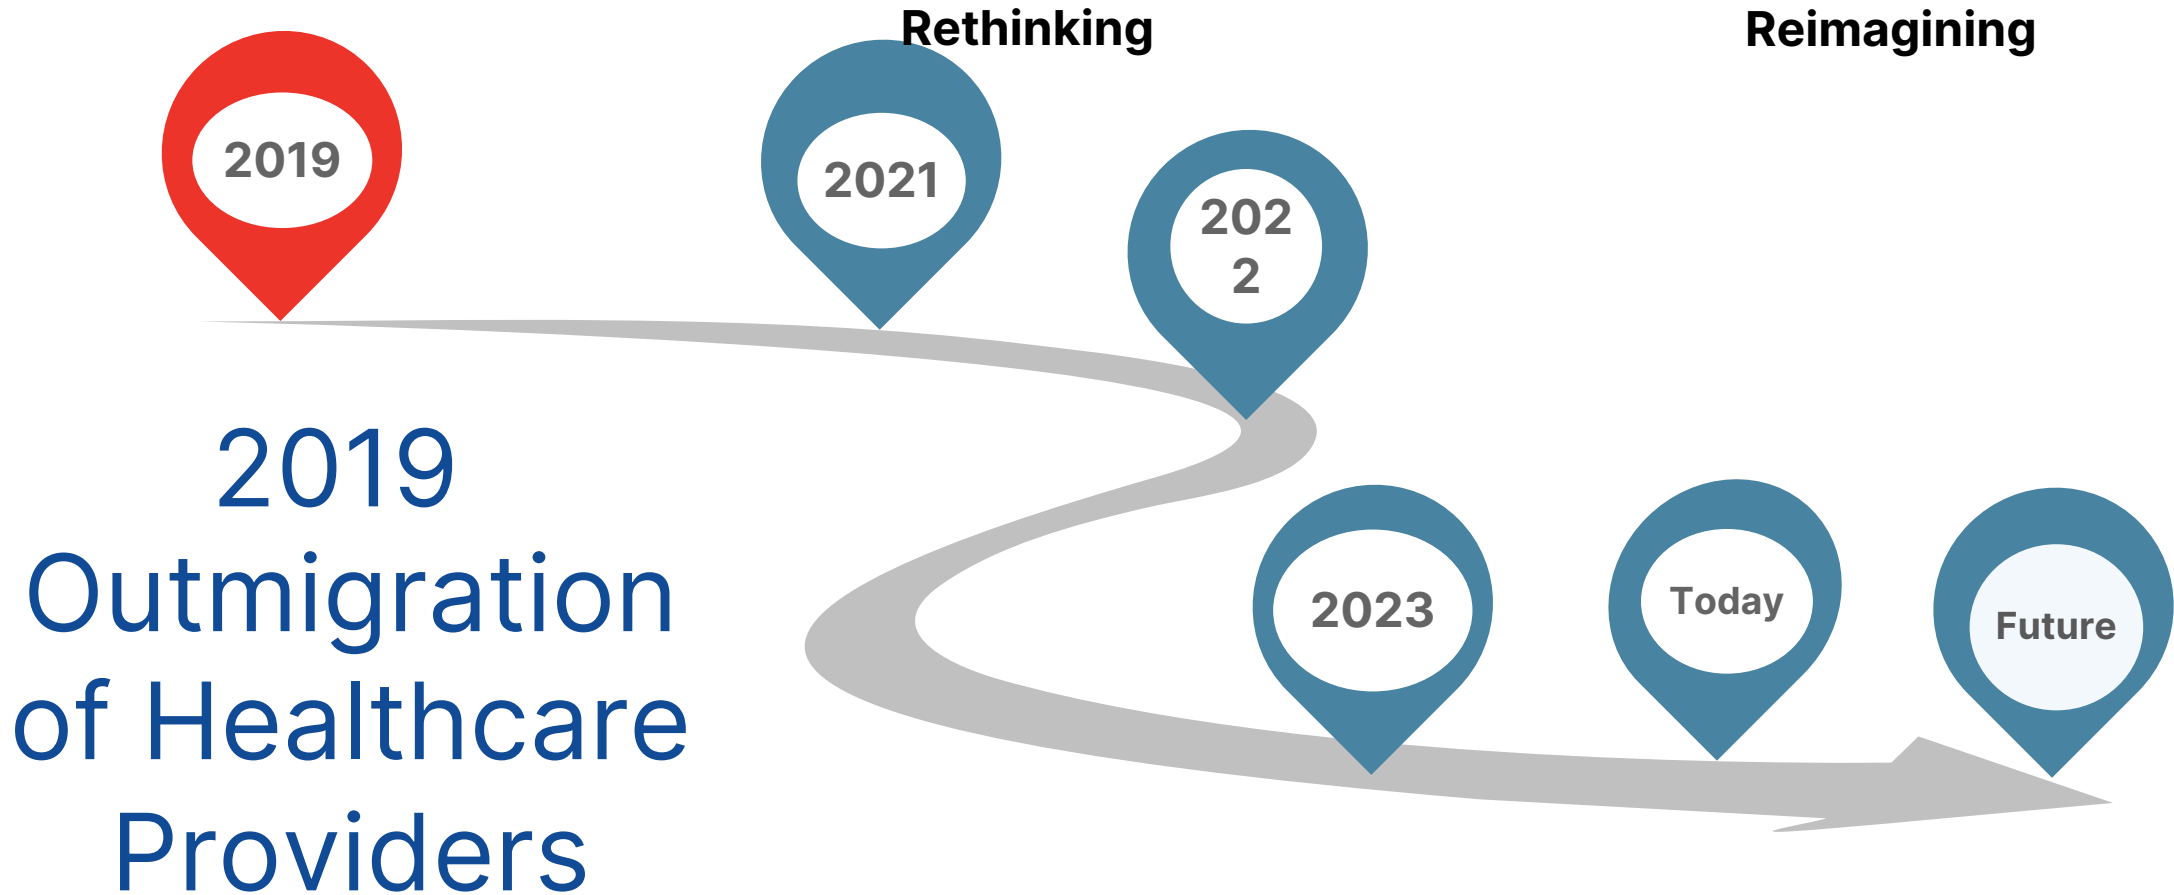 Rethinking
Reimagining
2019
2021
202
2
2019
Outmigration
of Healthcare
Providers
2023
Today
Future